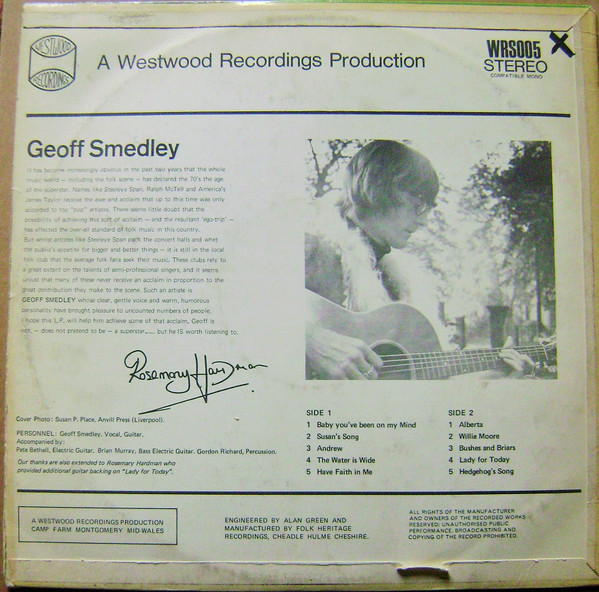 WESTWOOD
RECORDINGS
A Westwood Recordings Production
WRS005
STEREO
COMPATIBLE MONO
Geoff Smedley
It has become increasingly obvious in the past two years that the whole
music world — including the folk scene — has declared the 70's the age
of the superstar. Names like Steeleye Span, Ralph McTell and America's
James Taylor receive the awe and acclaim that up to this time was only
accorded to the "pop" artistes. There seems little doubt that the
possibility of achieving this sort of acclaim — and the resultant 'ego-trip' —
has effected the over-all standard of folk music in this country.
But whilst artistes like Steeleye Span pack the concert halls and whet
the public's appetite for bigger and better things — it is still in the local
folk club that the average folk fans seek their music. These clubs rely to
a great extent on the talents of semi-professional singers, and it seems
unjust that many of these never receive an acclaim in proportion to the
great contribution they make to the scene. Such an artiste is
GEOFF SMEDLEY whose clear, gentle voice and warm, humorous
personality have brought pleasure to uncounted numbers of people.
I hope this L.P. will help him achieve some of that acclaim. Geoff is
not, — does not pretend to be — a superstar...... but he IS worth listening to.
Rosemary Hardman
Cover Photo: Susan P. Place, Anvill Press (Liverpool).
PERSONNEL: Geoff Smedley, Vocal, Guitar.
Accompanied by:
Pete Bethall, Electric Guitar. Brian Murray, Bass Electric Guitar. Gordon Richard, Percussion.
Our thanks are also extended to Rosemary Hardman who
provided additional guitar backing on "Lady for Today".
SIDE 1
1 Baby you've been on my Mind
2 Susan's Song
3 Andrew
4 The Water is Wide
5 Have Faith in Me
SIDE 2
1 Alberta
2 Willie Moore
3 Bushes and Briars
4 Lady for Today
5 Hedgehog's Song
A WESTWOOD RECORDINGS PRODUCTION
CAMP FARM MONTGOMERY MID-WALES
ENGINEERED BY ALAN GREEN AND
MANUFACTURED BY FOLK HERITAGE
RECORDINGS, CHEADLE HULME CHESHIRE.
ALL RIGHTS OF THE MANUFACTURER
AND OWNERS OF THE RECORDED WORKS
RESERVED. UNAUTHORISED PUBLIC
PERFORMANCE, BROADCASTING AND
COPYING OF THE RECORD PROHIBITED.